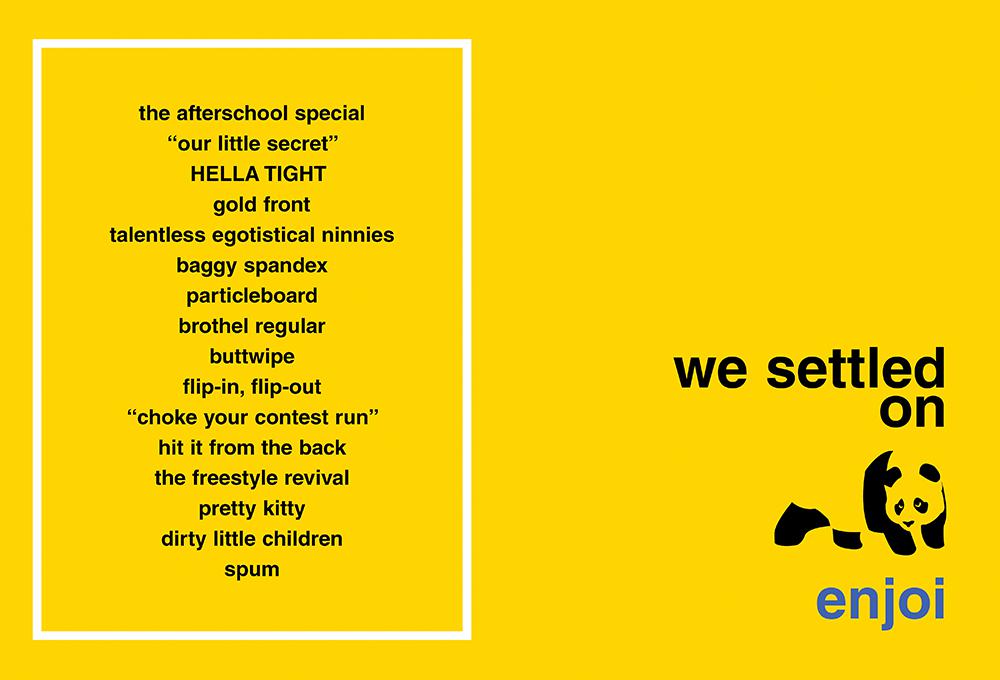 the afterschool special
“our little secret”
HELLA TIGHT
gold front
talentless egotistical ninnies
baggy spandex
particleboard
brothel regular
buttwipe
flip-in, flip-out
“choke your contest run”
hit it from the back
the freestyle revival
pretty kitty
dirty little children
spum
we settled
on
enjoi